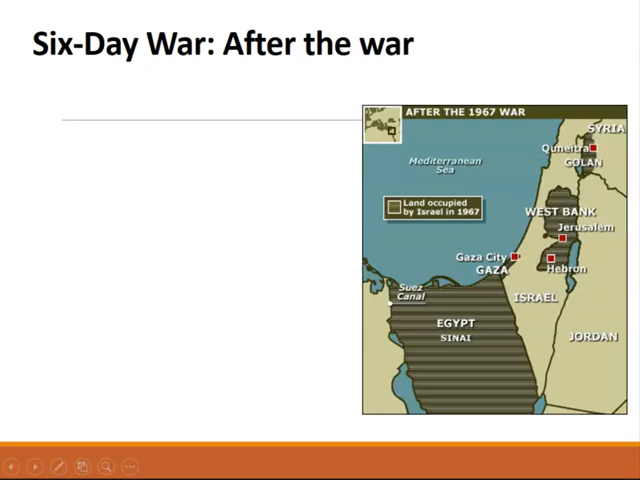 Six-Day War: After the war
AFTER THE 1967 WAR
SYRIA
Quneitra
GOLAN
Mediterranean
Sea
Land occupied
by Israel in 1967
WEST BANK
Jerusalem
Gaza City
GAZA
Hebron
Suez
Canal
ISRAEL
EGYPT
SINAI
JORDAN